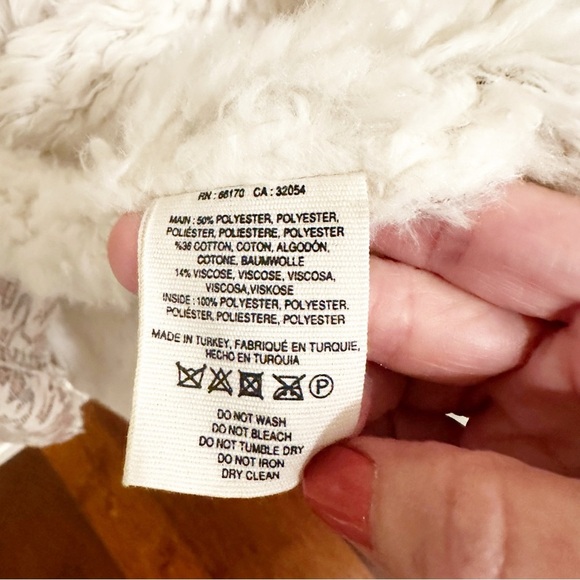 RN : 66170 CA : 32054
MAIN : 50% POLYESTER, POLYESTER,
POLIÉSTER, POLIESTERE, POLYESTER
%36 COTTON, COTON, ALGODÓN,
COTONE, BAUMWOLLE
14% VISCOSE, VISCOSE, VISCOSA,
VISCOSA,VISKOSE
INSIDE : 100% POLYESTER, POLYESTER.
POLIÉSTER, POLIESTERE, POLYESTER
MADE IN TURKEY, FABRIQUÉ EN TURQUIE,
HECHO EN TURQUIA
P
DO NOT WASH
DO NOT BLEACH
DO NOT TUMBLE DRY
DO NOT IRON
DRY CLEAN